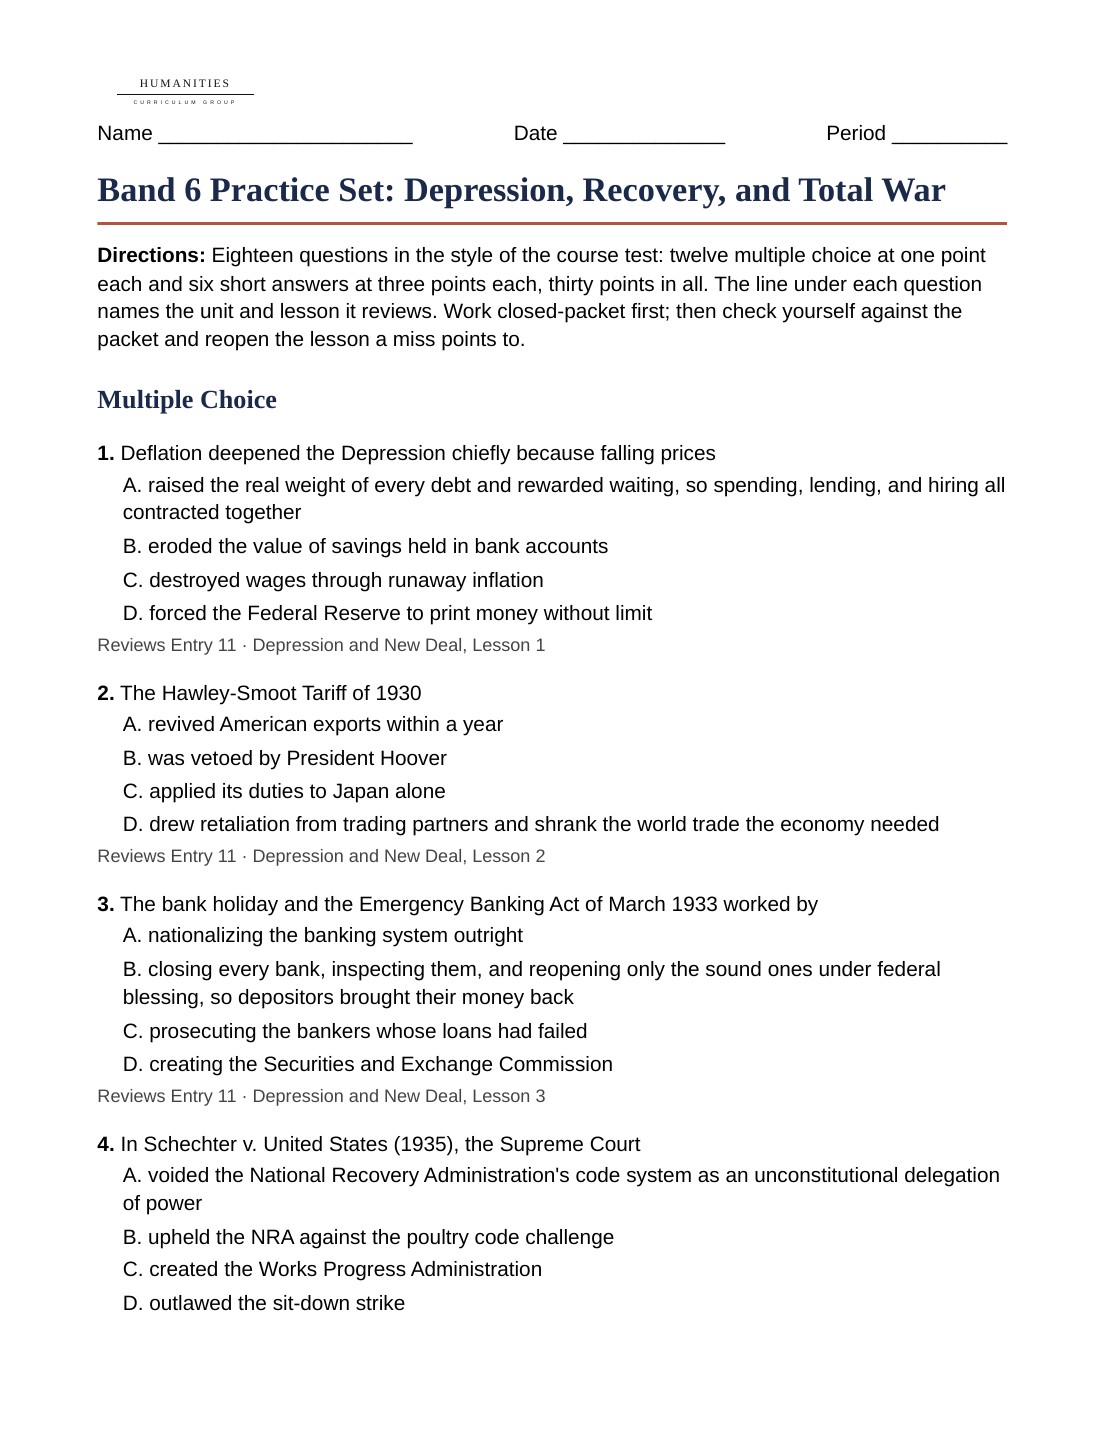 HUMANITIES
CURRICULUM GROUP
Name ______________________ Date ______________ Period __________
Band 6 Practice Set: Depression, Recovery, and Total War
Directions: Eighteen questions in the style of the course test: twelve multiple choice at one point
each and six short answers at three points each, thirty points in all. The line under each question
names the unit and lesson it reviews. Work closed-packet first; then check yourself against the
packet and reopen the lesson a miss points to.
Multiple Choice
1. Deflation deepened the Depression chiefly because falling prices
A. raised the real weight of every debt and rewarded waiting, so spending, lending, and hiring all
contracted together
B. eroded the value of savings held in bank accounts
C. destroyed wages through runaway inflation
D. forced the Federal Reserve to print money without limit
Reviews Entry 11 · Depression and New Deal, Lesson 1
2. The Hawley-Smoot Tariff of 1930
A. revived American exports within a year
B. was vetoed by President Hoover
C. applied its duties to Japan alone
D. drew retaliation from trading partners and shrank the world trade the economy needed
Reviews Entry 11 · Depression and New Deal, Lesson 2
3. The bank holiday and the Emergency Banking Act of March 1933 worked by
A. nationalizing the banking system outright
B. closing every bank, inspecting them, and reopening only the sound ones under federal
blessing, so depositors brought their money back
C. prosecuting the bankers whose loans had failed
D. creating the Securities and Exchange Commission
Reviews Entry 11 · Depression and New Deal, Lesson 3
4. In Schechter v. United States (1935), the Supreme Court
A. voided the National Recovery Administration's code system as an unconstitutional delegation
of power
B. upheld the NRA against the poultry code challenge
C. created the Works Progress Administration
D. outlawed the sit-down strike